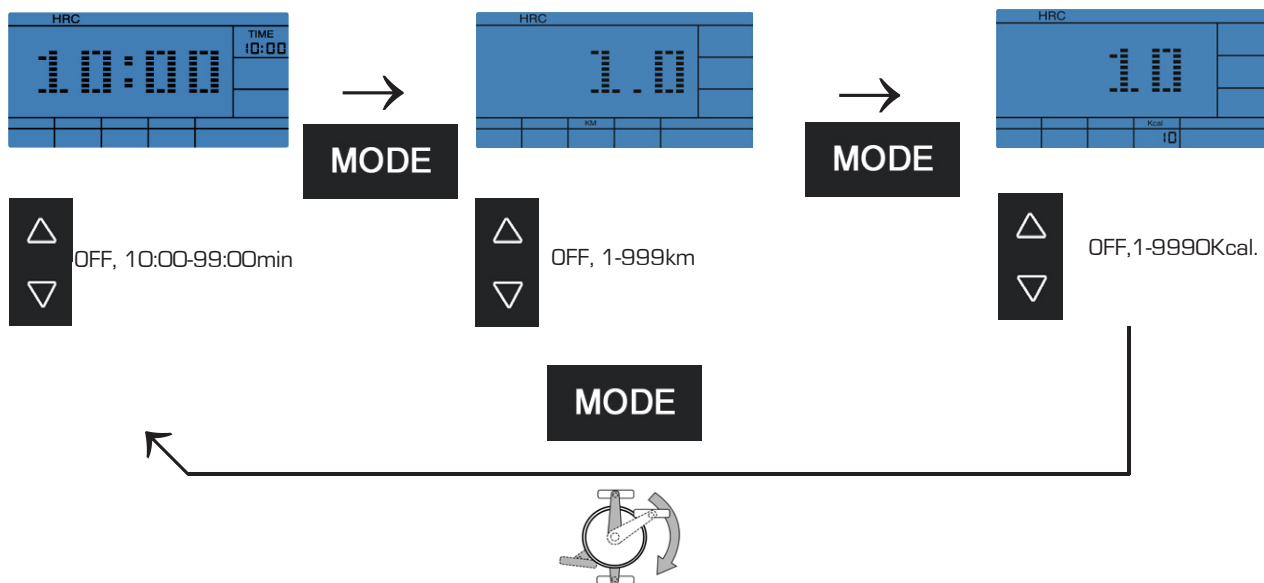 HRC
TIME
10:00
10:00
HRC
1.0
KM
HRC
10
Kcal
10
MODE
MODE
OFF, 10:00-99:00min
OFF, 1-999km
OFF,1-9990Kcal.
MODE